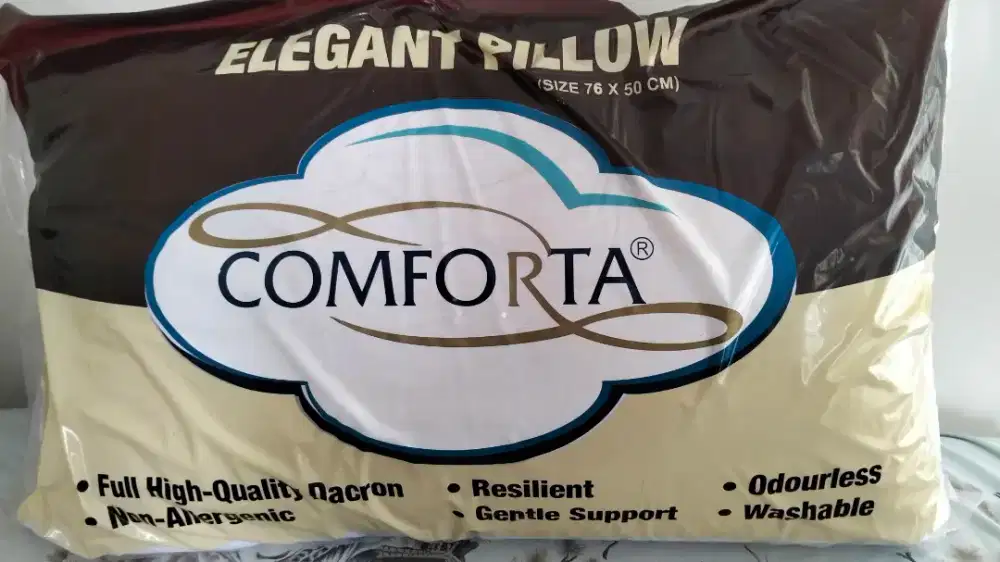 ELEGANT PILLOW
(SIZE 76 X 50 CM)
COMFORTA®
• Full High-Quality Dacron
• Non-Allergenic
• Resilient
• Gentle Support
• Odourless
• Washable